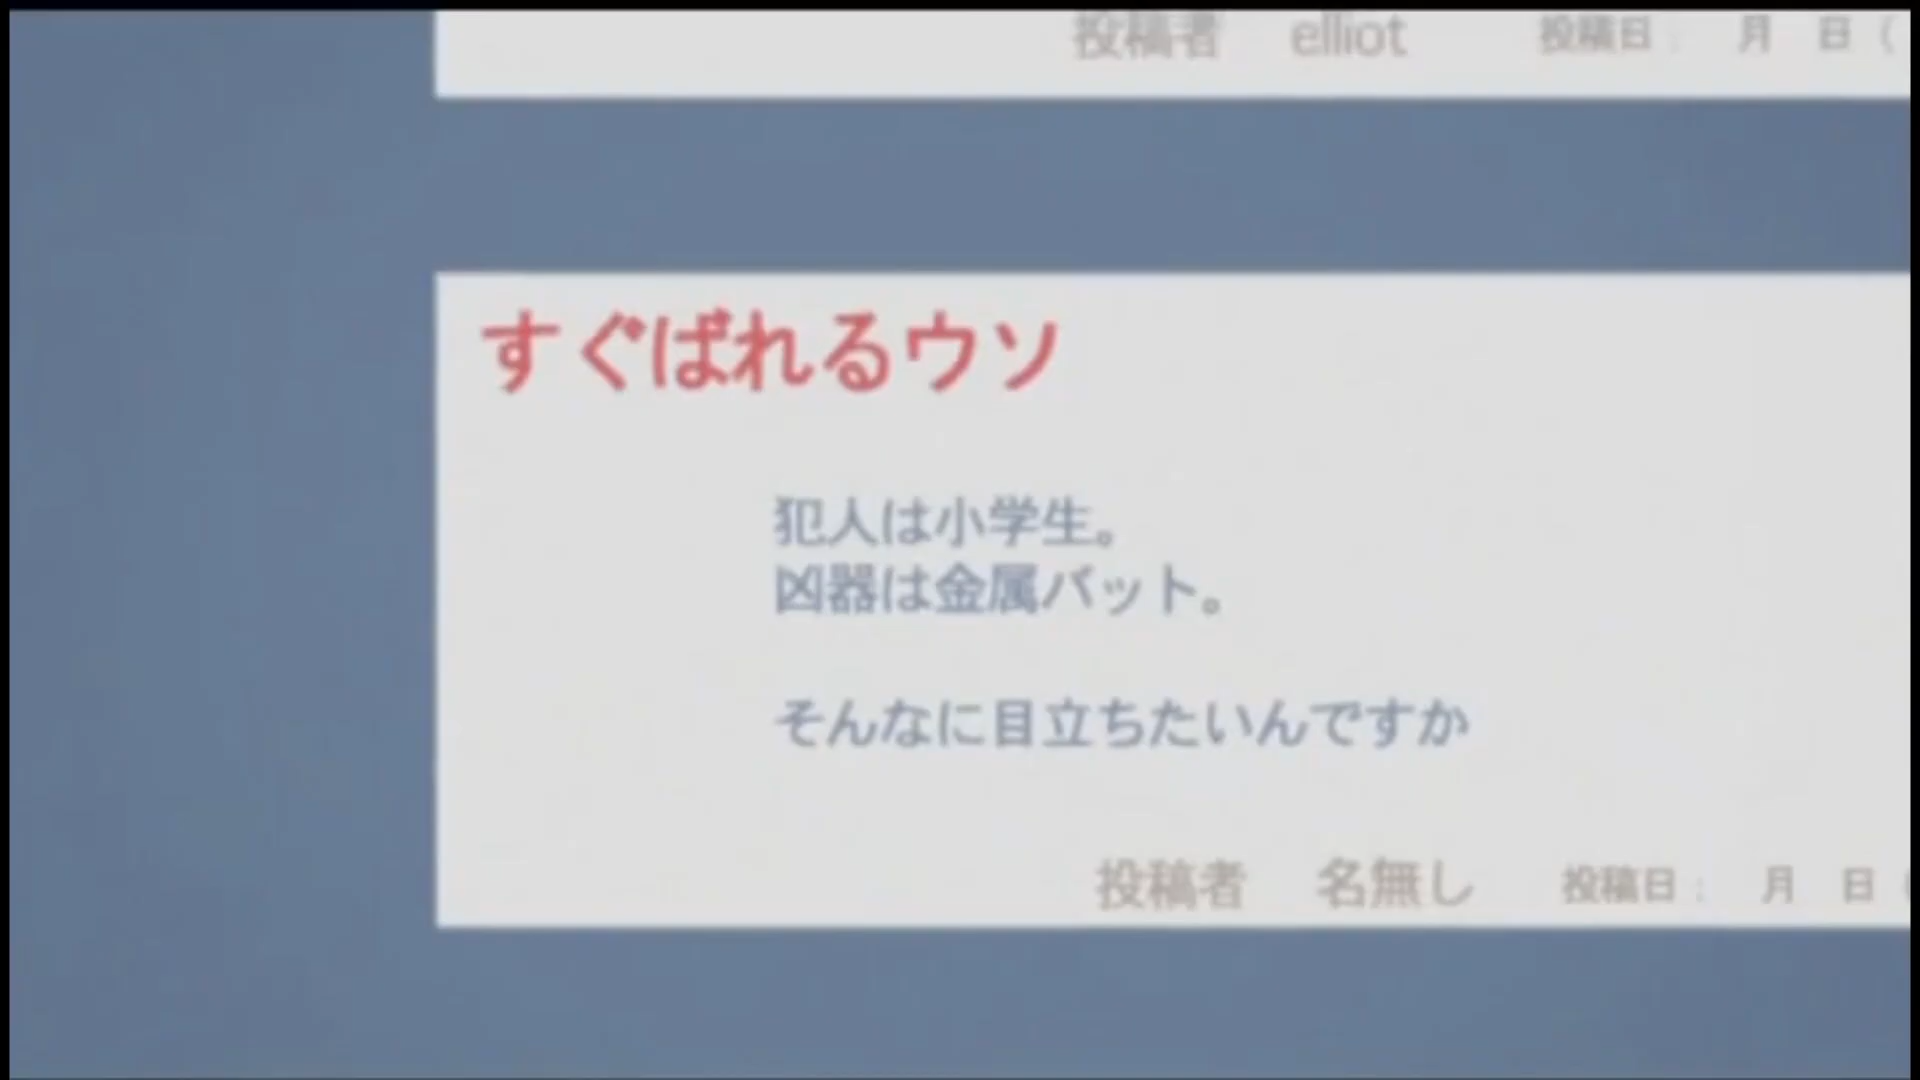 投稿者 elliot 投稿日： 月 日（
すぐばれるウソ
犯人は小学生。
凶器は金属バット。
そんなに目立ちたいんですか
投稿者 名無し 投稿日： 月 日（